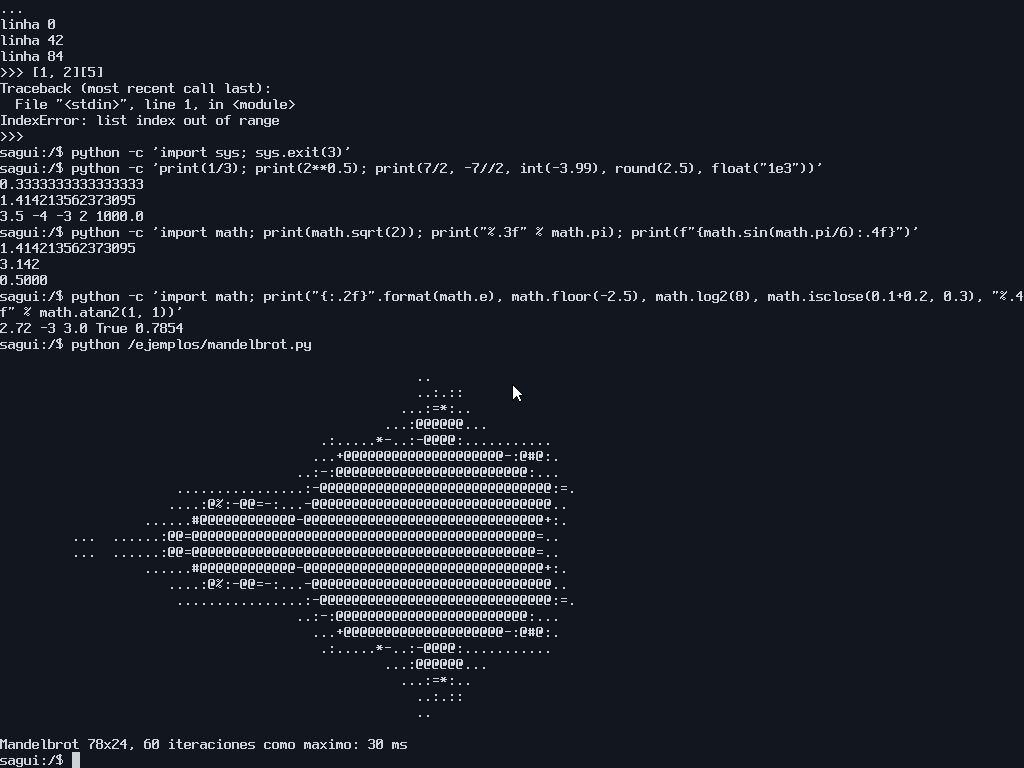 ...
linha 0
linha 42
linha 84
>>> [1, 2][5]
Traceback (most recent call last):
  File "<stdin>", line 1, in <module>
IndexError: list index out of range
>>>
sagui:/$ python -c 'import sys; sys.exit(3)'
sagui:/$ python -c 'print(1/3); print(2**0.5); print(7/2, -7//2, int(-3.99), round(2.5), float("1e3"))'
0.3333333333333333
1.414213562373095
3.5 -4 -3 2 1000.0
sagui:/$ python -c 'import math; print(math.sqrt(2)); print("%.3f" % math.pi); print(f"{math.sin(math.pi/6):.4f}")'
1.414213562373095
3.142
0.5000
sagui:/$ python -c 'import math; print("{:.2f}".format(math.e), math.floor(-2.5), math.log2(8), math.isclose(0.1+0.2, 0.3), "%.4
f" % math.atan2(1, 1))'
2.72 -3 3.0 True 0.7854
sagui:/$ python /ejemplos/mandelbrot.py

                                                    ..
                                                    ..:.::
                                                  ...:=*:..
                                                ...:@@@@@@...
                                        .:.....*-..:-@@@@:...........
                                       ...+@@@@@@@@@@@@@@@@@@@@-:@#@:.
                                     ..:-:@@@@@@@@@@@@@@@@@@@@@@@@:...
                      ................:-@@@@@@@@@@@@@@@@@@@@@@@@@@@@@:=.
                     ....:@%:-@@=-:...-@@@@@@@@@@@@@@@@@@@@@@@@@@@@@@..
                  ......#@@@@@@@@@@@@-@@@@@@@@@@@@@@@@@@@@@@@@@@@@@@+:.
         ...  ......:@@=@@@@@@@@@@@@@@@@@@@@@@@@@@@@@@@@@@@@@@@@@@@=..
         ...  ......:@@=@@@@@@@@@@@@@@@@@@@@@@@@@@@@@@@@@@@@@@@@@@@=..
                  ......#@@@@@@@@@@@@-@@@@@@@@@@@@@@@@@@@@@@@@@@@@@@+:.
                     ....:@%:-@@=-:...-@@@@@@@@@@@@@@@@@@@@@@@@@@@@@@..
                      ................:-@@@@@@@@@@@@@@@@@@@@@@@@@@@@@:=.
                                     ..:-:@@@@@@@@@@@@@@@@@@@@@@@@:...
                                       ...+@@@@@@@@@@@@@@@@@@@@-:@#@:.
                                        .:.....*-..:-@@@@:...........
                                                ...:@@@@@@...
                                                  ...:=*:..
                                                    ..:.::
                                                    ..

Mandelbrot 78x24, 60 iteraciones como maximo: 30 ms
sagui:/$